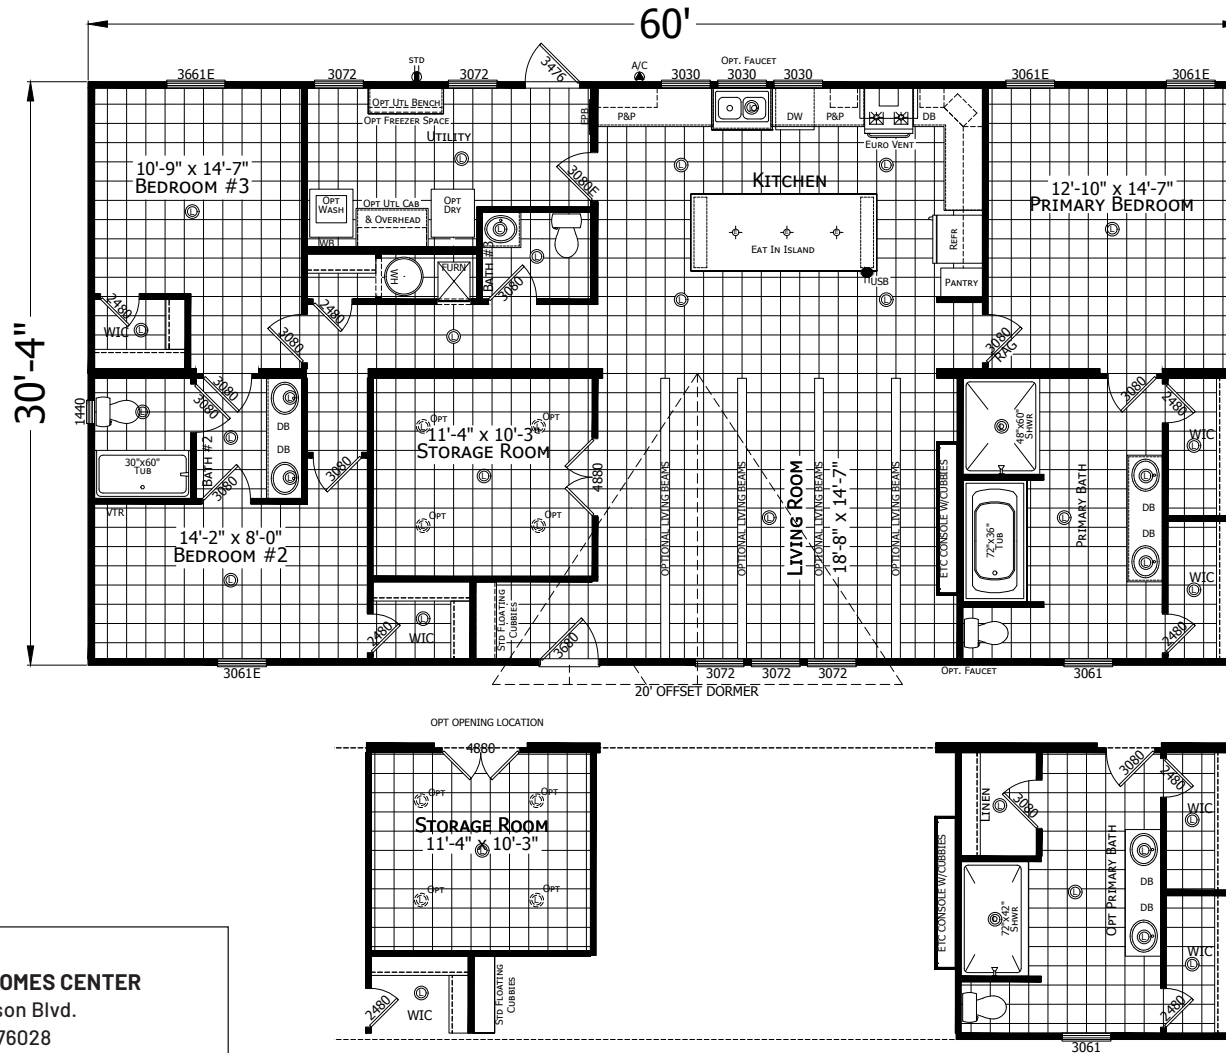 60'
30'-4"
3661E
3072
STD
3072
3476
A/C
3030
OPT. FAUCET
3030
3030
3061E
3061E
OPT UTL BENCH
OPT FREEZER SPACE
UTILITY
EPB
P&P
DW
P&P
DB
EURO VENT
10'-9" x 14'-7"
BEDROOM #3
3080E
KITCHEN
12'-10" x 14'-7"
PRIMARY BEDROOM
OPT WASH
OPT UTL CAB
& OVERHEAD
OPT DRY
WB
EAT IN ISLAND
REFR
USB
PANTRY
WH
FURN
BATH #3
3080
2480
WIC
2480
3080
3080
RAG
1440
3080
3080
BATH #2
DB
DB
30"x60"
TUB
3080
3080
VTR
14'-2" x 8'-0"
BEDROOM #2
OPT
OPT
11'-4" x 10'-3"
STORAGE ROOM
OPT
OPT
4880
OPTIONAL LIVING BEAMS
OPTIONAL LIVING BEAMS
LIVING ROOM
18'-8" x 14'-7"
OPTIONAL LIVING BEAMS
OPTIONAL LIVING BEAMS
ETC CONSOLE W/CUBBIES
48"x60"
SHWR
72"x36"
TUB
PRIMARY BATH
DB
DB
3080
2480
WIC
WIC
2480
2480
WIC
STD FLOATING
CUBBIES
3680
3061E
3072
3072
3072
OPT. FAUCET
3061
20' OFFSET DORMER
OPT OPENING LOCATION
4880
OPT
OPT
STORAGE ROOM
11'-4" x 10'-3"
OPT
OPT
2480
WIC
STD FLOATING
CUBBIES
LINEN
3080
3080
2480
WIC
ETC CONSOLE W/CUBBIES
72"x42"
SHWR
OPT PRIMARY BATH
DB
DB
WIC
2480
3061
OMES CENTER
son Blvd.
76028